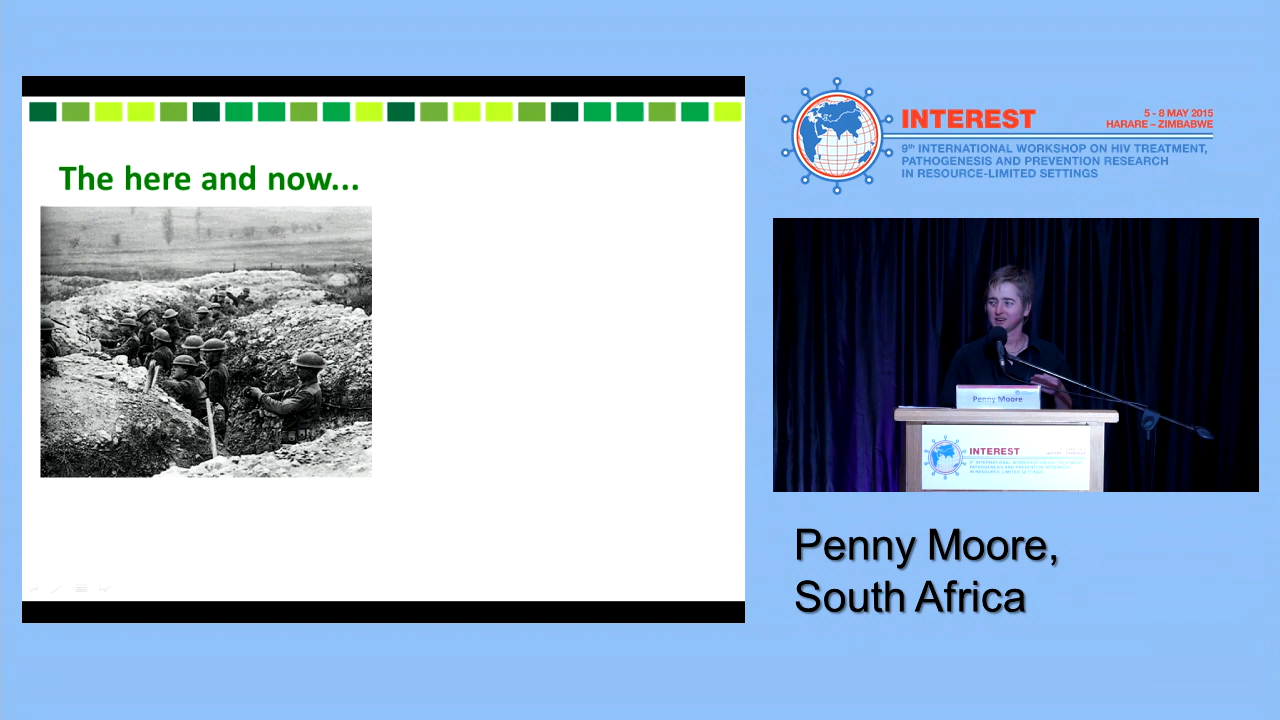 The here and now...
INTEREST
5 - 8 MAY 2015
HARARE – ZIMBABWE
9th INTERNATIONAL WORKSHOP ON HIV TREATMENT,
PATHOGENESIS AND PREVENTION RESEARCH
IN RESOURCE-LIMITED SETTINGS
Penny Moore
INTEREST
Penny Moore,
South Africa